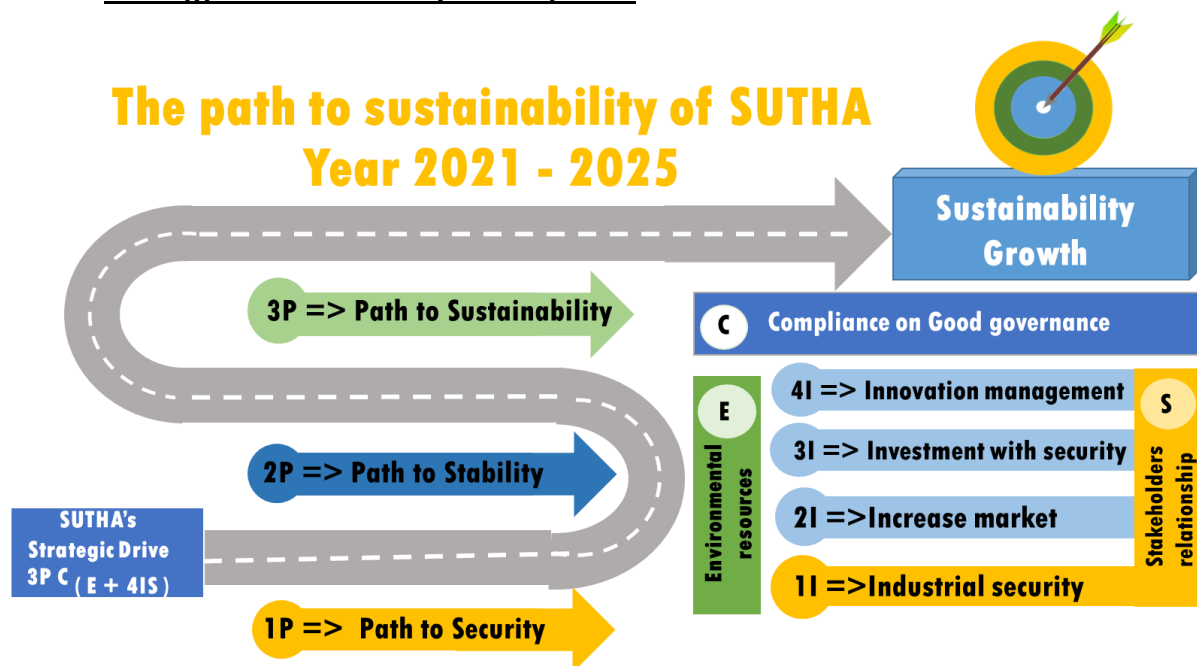 The path to sustainability of SUTHA
Year 2021 - 2025
Sustainability
Growth
3P => Path to Sustainability
C Compliance on Good governance
E
Environmental
resources
4I => Innovation management
3I => Investment with security
2I =>Increase market
1I =>Industrial security
S
Stakeholders
relationship
2P => Path to Stability
SUTHA's
Strategic Drive
3P C (E + 4IS)
1P => Path to Security